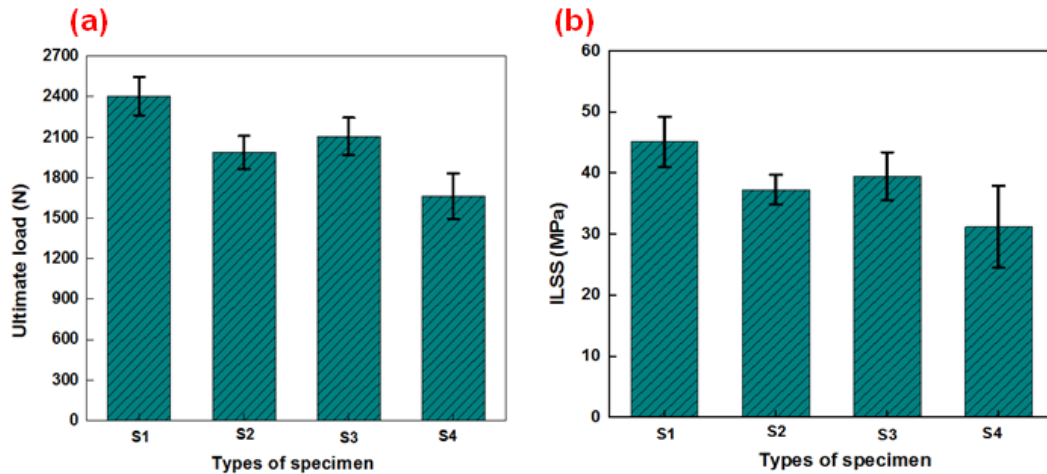 (a)
Ultimate load (N)
2700
2400
2100
1800
1500
1200
900
600
300
0
S1 S2 S3 S4
Types of specimen
(b)
ILSS (MPa)
60
50
40
30
20
10
0
S1 S2 S3 S4
Types of specimen